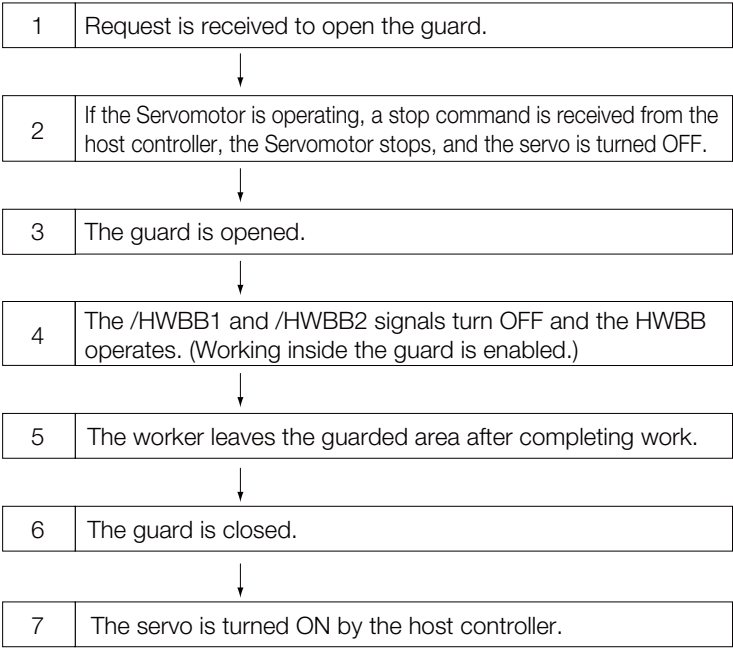 1 Request is received to open the guard.
2 If the Servomotor is operating, a stop command is received from the
host controller, the Servomotor stops, and the servo is turned OFF.
3 The guard is opened.
4 The /HWBB1 and /HWBB2 signals turn OFF and the HWBB
operates. (Working inside the guard is enabled.)
5 The worker leaves the guarded area after completing work.
6 The guard is closed.
7 The servo is turned ON by the host controller.